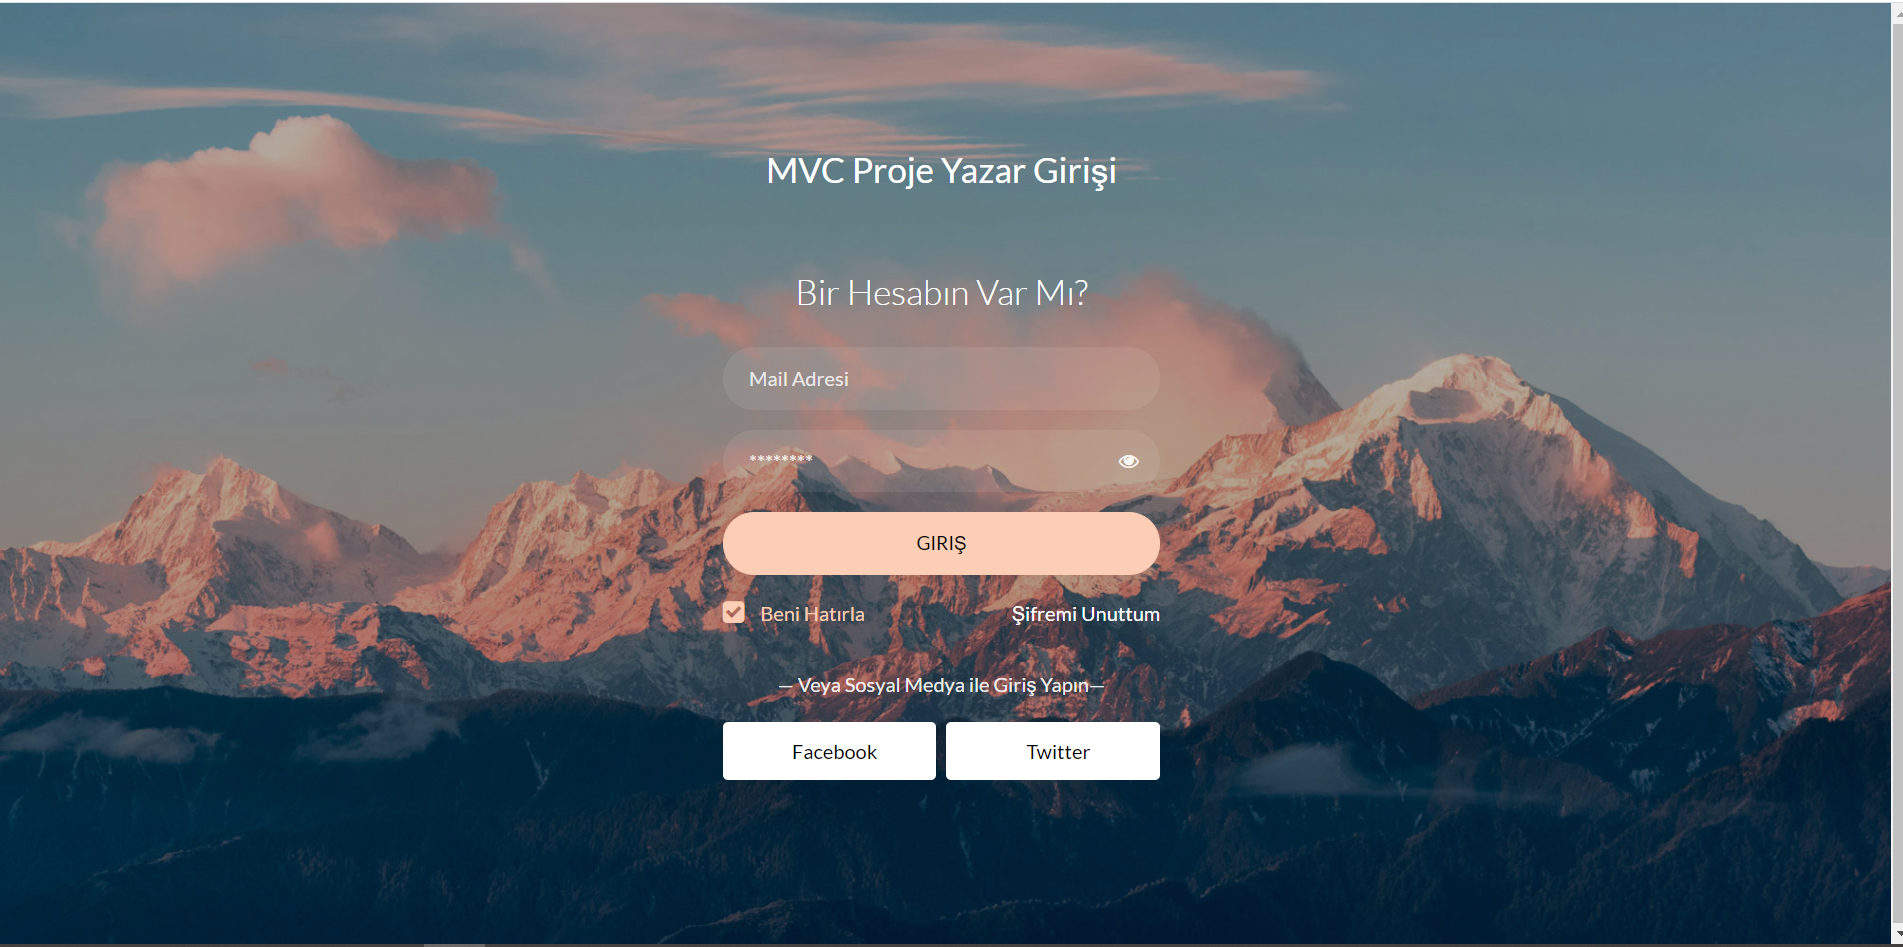 MVC Proje Yazar Girişi
Bir Hesabın Var Mı?
Mail Adresi
********
GIRIŞ
Beni Hatırla Şifremi Unuttum
— Veya Sosyal Medya ile Giriş Yapın—
Facebook Twitter